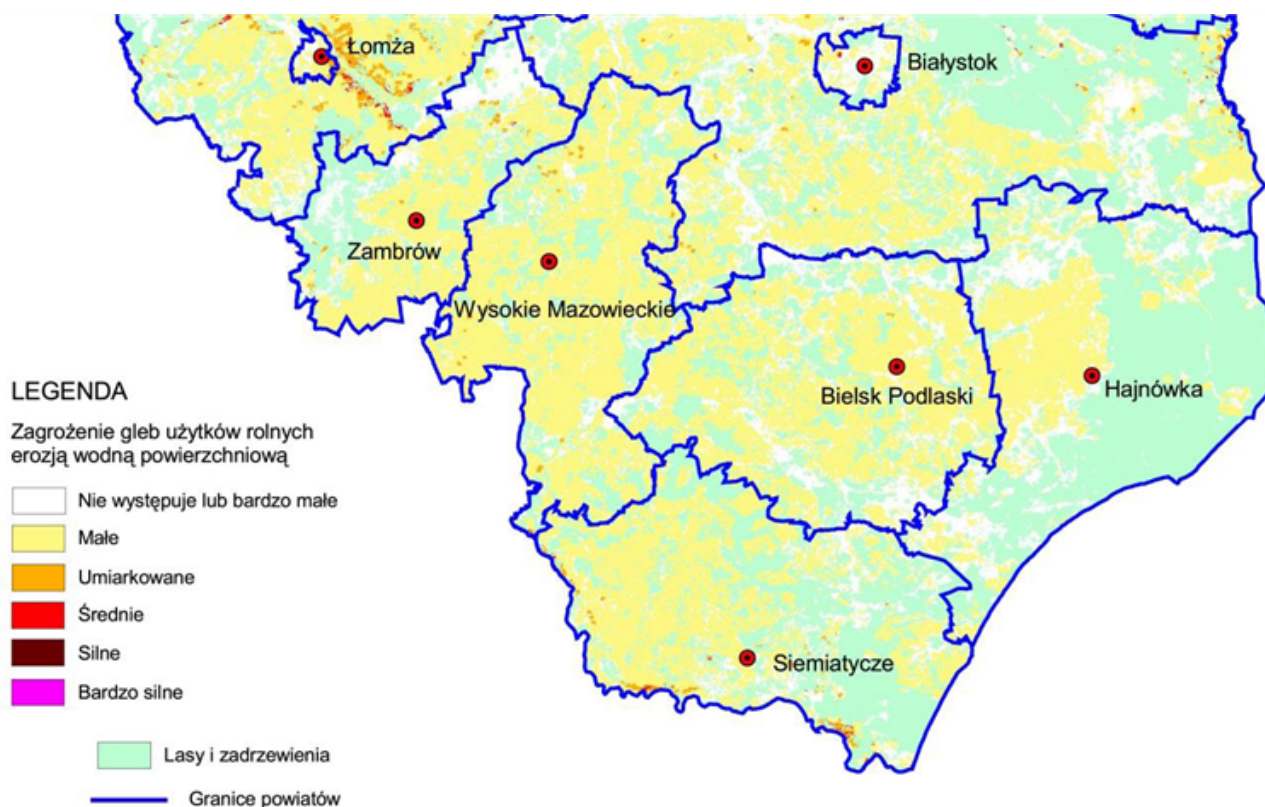 Łomża
Białystok
Zambrów
Wysokie Mazowieckie
Bielsk Podlaski
Hajnówka
Siemiatycze
LEGENDA
Zagrożenie gleb użytków rolnych
erozją wodną powierzchniową
Nie występuje lub bardzo małe
Małe
Umiarkowane
Średnie
Silne
Bardzo silne
Lasy i zadrzewienia
Granice powiatów